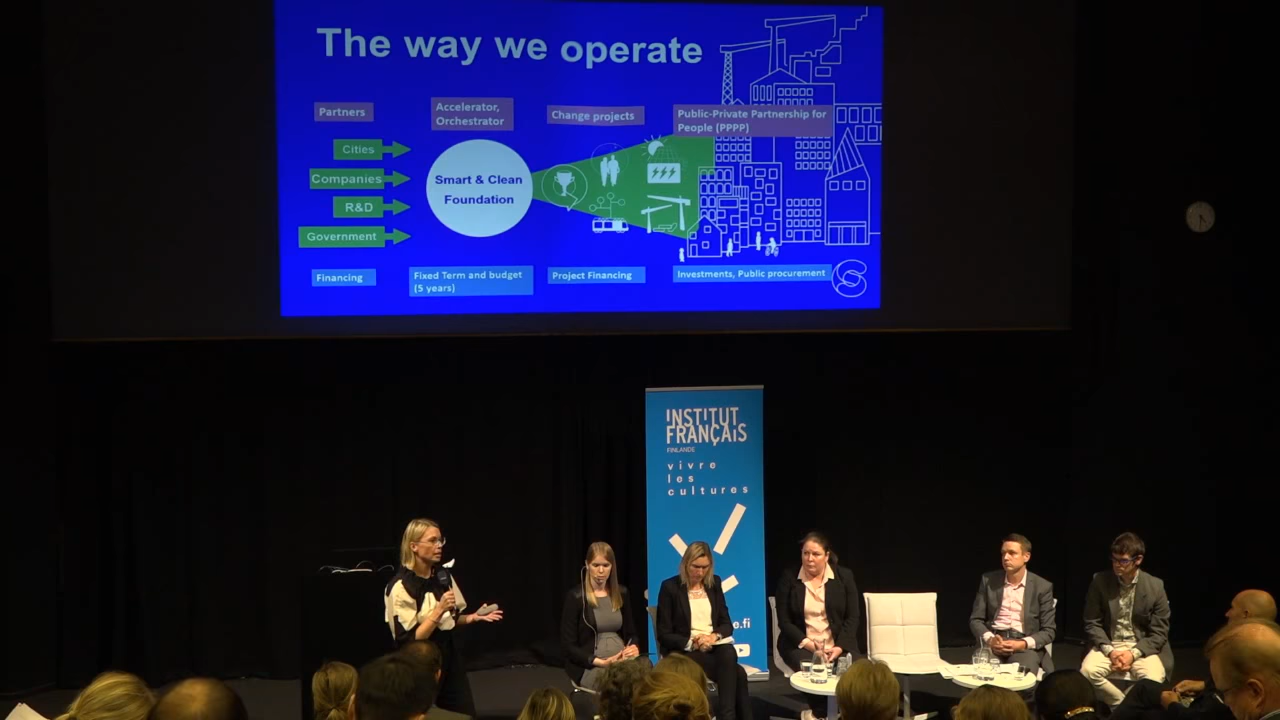 The way we operate
Partners
Accelerator,
Orchestrator
Change projects
Public-Private Partnership for
People (PPPP)
Cities
Companies
R&D
Government
Smart & Clean
Foundation
Financing
Fixed Term and budget
(5 years)
Project Financing
Investments, Public procurement
INSTITUT
FRANÇAIS
FINLANDE
vivre
les
cultures
e.fi